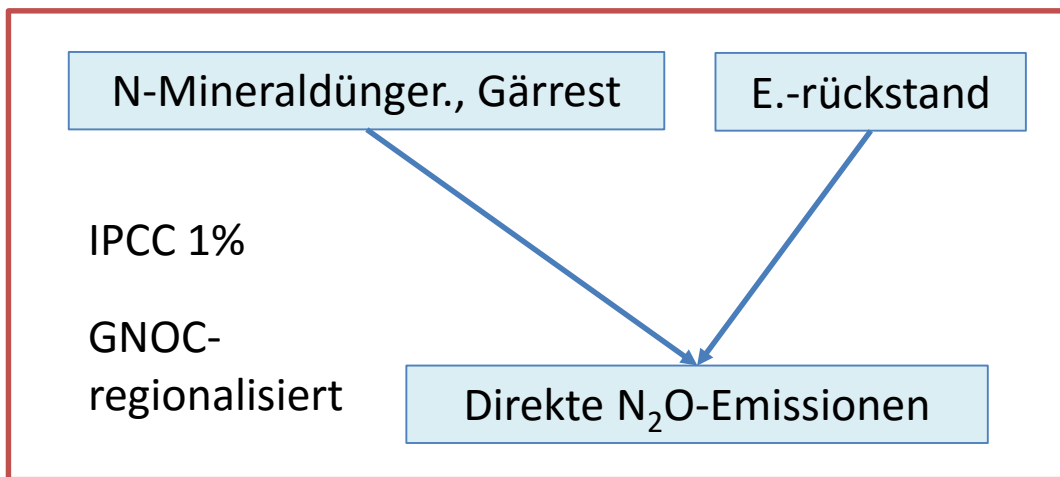 N-Mineraldünger., Gärrest
E.-rückstand
IPCC 1%
GNOC-
regionalisiert
Direkte N₂O-Emissionen